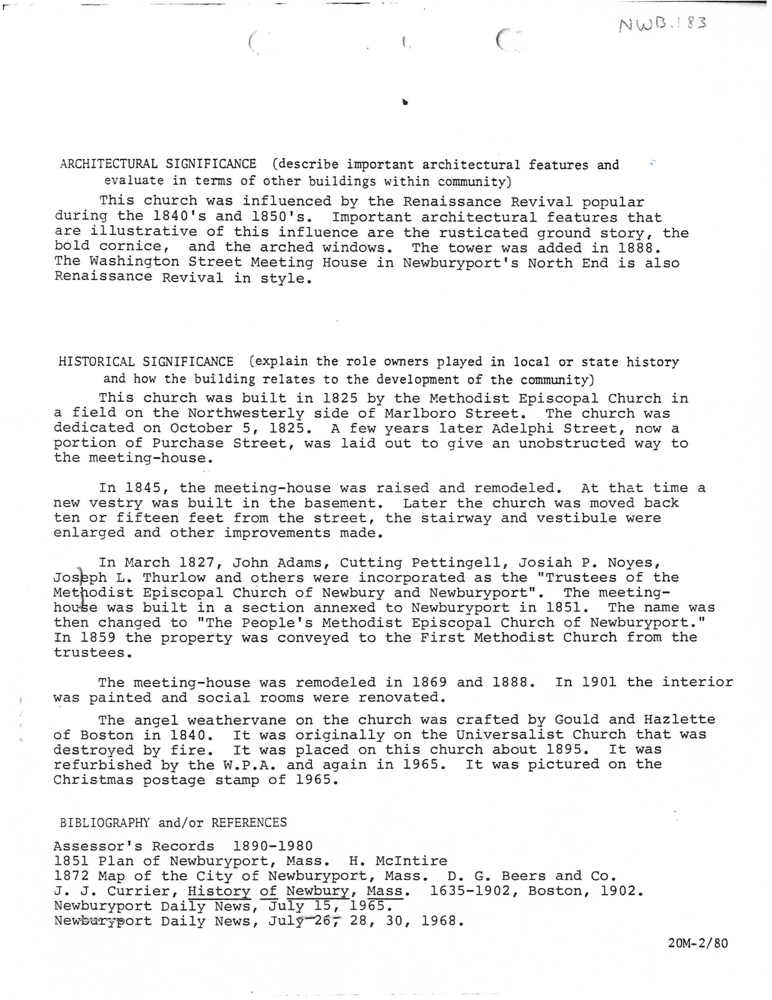 NWB.183
ARCHITECTURAL SIGNIFICANCE (describe important architectural features and
evaluate in terms of other buildings within community)
This church was influenced by the Renaissance Revival popular
during the 1840's and 1850's. Important architectural features that
are illustrative of this influence are the rusticated ground story, the
bold cornice, and the arched windows. The tower was added in 1888.
The Washington Street Meeting House in Newburyport's North End is also
Renaissance Revival in style.
HISTORICAL SIGNIFICANCE (explain the role owners played in local or state history
and how the building relates to the development of the community)
This church was built in 1825 by the Methodist Episcopal Church in
a field on the Northwesterly side of Marlboro Street. The church was
dedicated on October 5, 1825. A few years later Adelphi Street, now a
portion of Purchase Street, was laid out to give an unobstructed way to
the meeting-house.
In 1845, the meeting-house was raised and remodeled. At that time a
new vestry was built in the basement. Later the church was moved back
ten or fifteen feet from the street, the stairway and vestibule were
enlarged and other improvements made.
In March 1827, John Adams, Cutting Pettingell, Josiah P. Noyes,
Joseph L. Thurlow and others were incorporated as the "Trustees of the
Methodist Episcopal Church of Newbury and Newburyport". The meeting-
house was built in a section annexed to Newburyport in 1851. The name was
then changed to "The People's Methodist Episcopal Church of Newburyport."
In 1859 the property was conveyed to the First Methodist Church from the
trustees.
The meeting-house was remodeled in 1869 and 1888. In 1901 the interior
was painted and social rooms were renovated.
The angel weathervane on the church was crafted by Gould and Hazlette
of Boston in 1840. It was originally on the Universalist Church that was
destroyed by fire. It was placed on this church about 1895. It was
refurbished by the W.P.A. and again in 1965. It was pictured on the
Christmas postage stamp of 1965.
BIBLIOGRAPHY and/or REFERENCES
Assessor's Records 1890-1980
1851 Plan of Newburyport, Mass. H. McIntire
1872 Map of the City of Newburyport, Mass. D. G. Beers and Co.
J. J. Currier, History of Newbury, Mass. 1635-1902, Boston, 1902.
Newburyport Daily News, July 15, 1965.
Newburyport Daily News, July 26, 28, 30, 1968.
20M-2/80